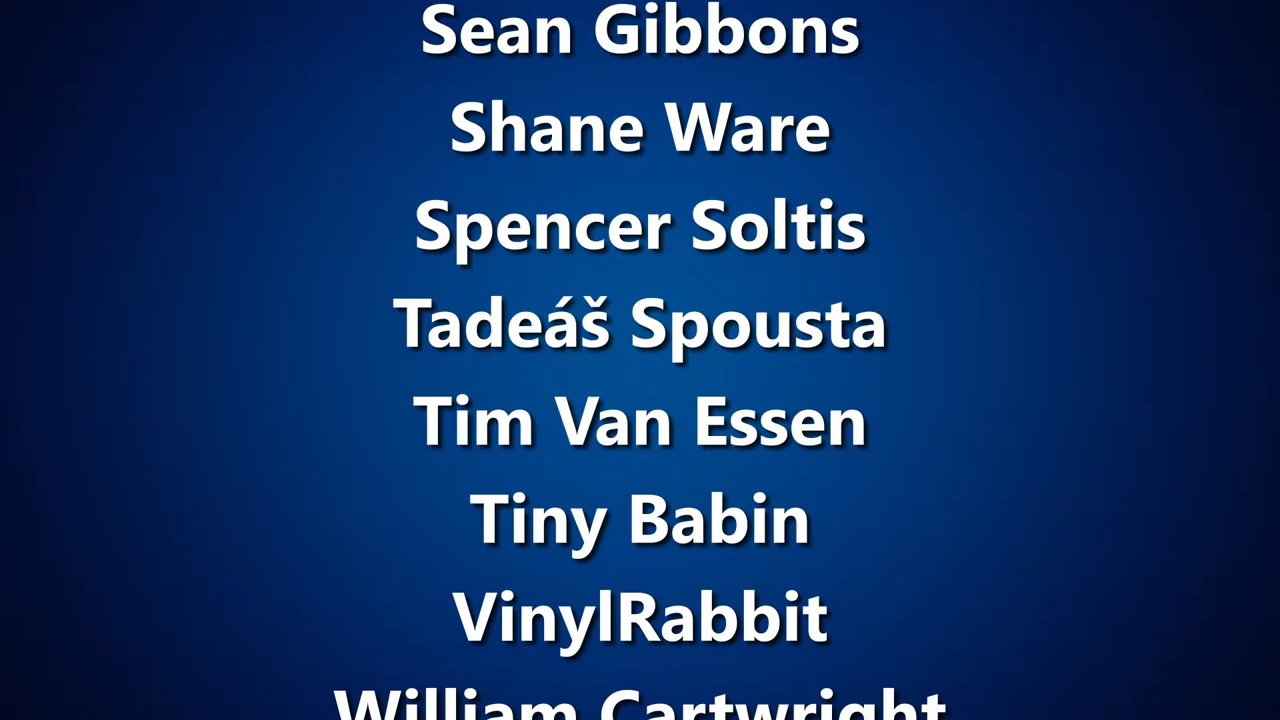 Sean Gibbons
Shane Ware
Spencer Soltis
Tadeáš Spousta
Tim Van Essen
Tiny Babin
VinylRabbit
William Cartwright